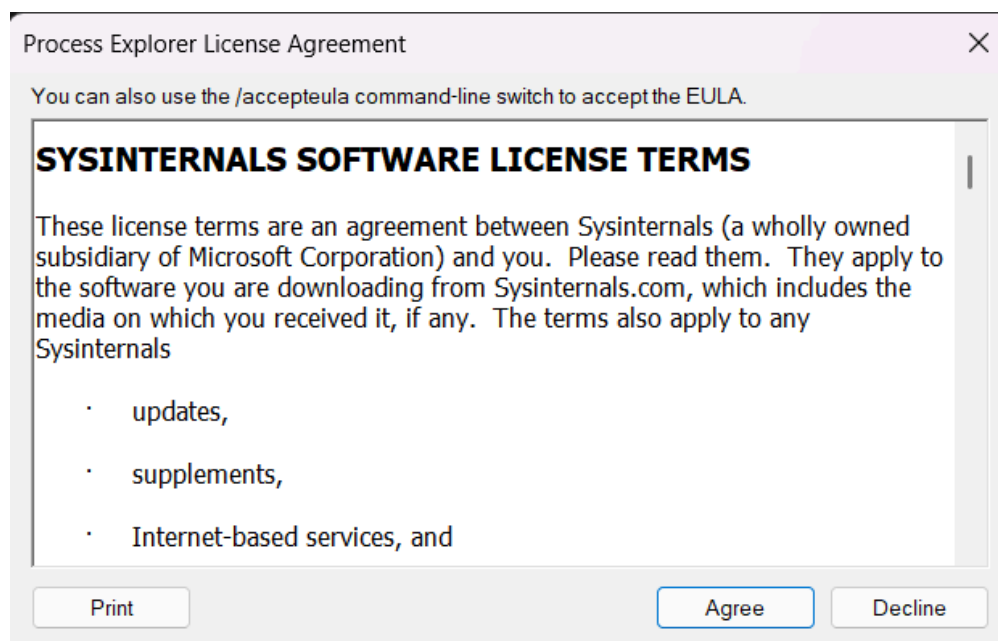 Process Explorer License Agreement
You can also use the /accepteula command-line switch to accept the EULA.
SYSINTERNALS SOFTWARE LICENSE TERMS
These license terms are an agreement between Sysinternals (a wholly owned
subsidiary of Microsoft Corporation) and you.  Please read them.  They apply to
the software you are downloading from Sysinternals.com, which includes the
media on which you received it, if any.  The terms also apply to any
Sysinternals
· updates,
· supplements,
· Internet-based services, and
Print Agree Decline